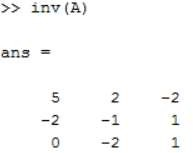 >> inv(A)
ans =
5 2 -2
-2 -1 1
0 -2 1